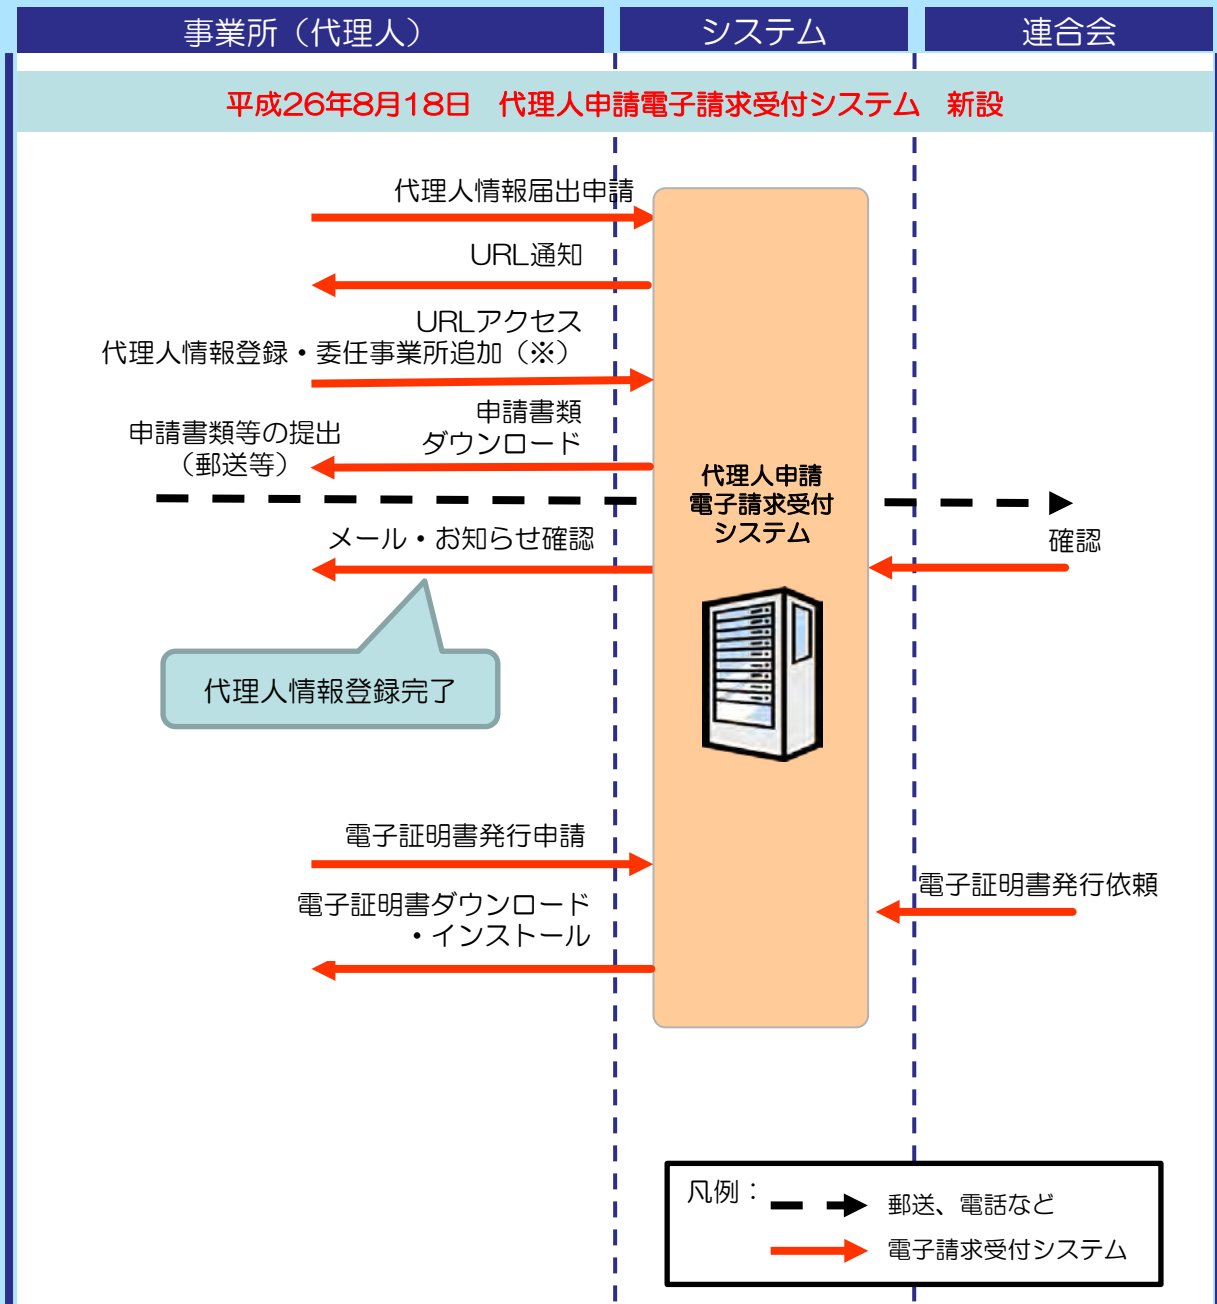 事業所（代理人）
システム
連合会
平成26年8月18日　代理人申請電子請求受付システム　新設
代理人情報届出申請
URL通知
URLアクセス
代理人情報登録・委任事業所追加（※）
申請書類
ダウンロード
申請書類等の提出
（郵送等）
代理人申請
電子請求受付
システム
メール・お知らせ確認
確認
代理人情報登録完了
電子証明書発行申請
電子証明書発行依頼
電子証明書ダウンロード
・インストール
凡例：
郵送、電話など
電子請求受付システム